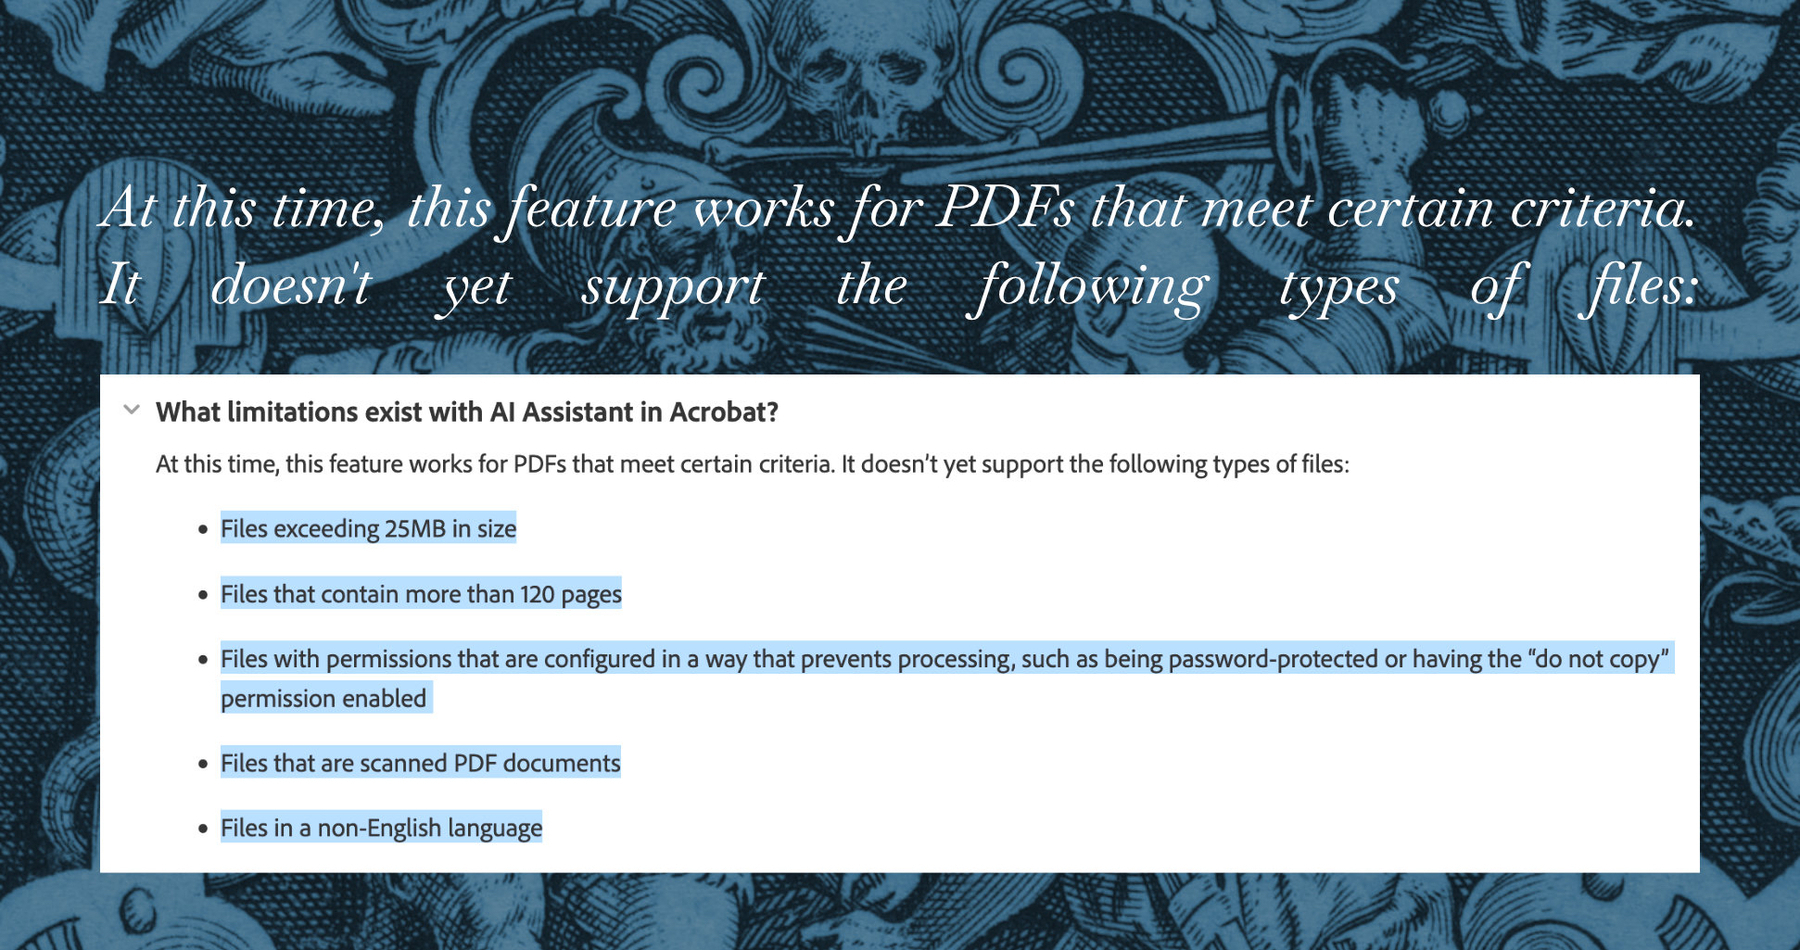 At this time, this feature works for PDFs that meet certain criteria.
It doesn't yet support the following types of files:
What limitations exist with AI Assistant in Acrobat?
At this time, this feature works for PDFs that meet certain criteria. It doesn’t yet support the following types of files:
• Files exceeding 25MB in size
• Files that contain more than 120 pages
• Files with permissions that are configured in a way that prevents processing, such as being password-protected or having the “do not copy”
permission enabled
• Files that are scanned PDF documents
• Files in a non-English language